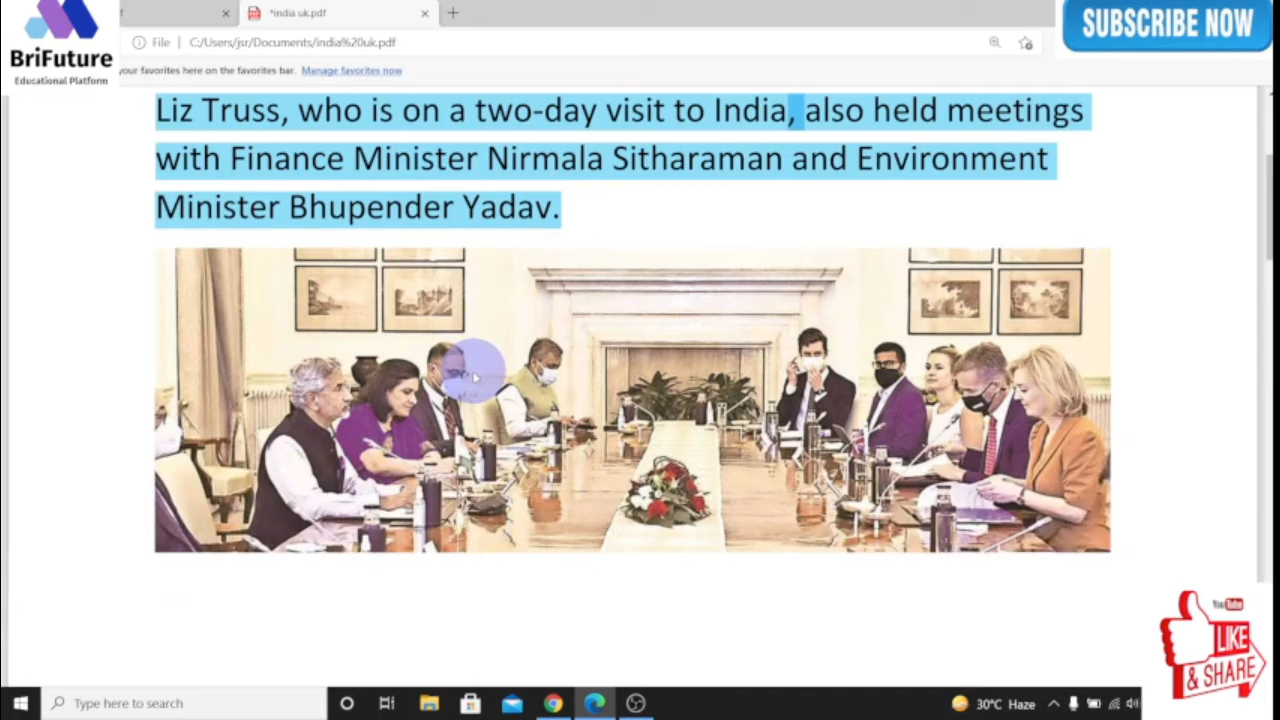 *india uk.pdf
SUBSCRIBE NOW
File | C:/Users/jsr/Documents/india%20uk.pdf
BriFuture
Educational Platform
your favorites here on the favorites bar. Manage favorites now
Liz Truss, who is on a two-day visit to India, also held meetings
with Finance Minister Nirmala Sitharaman and Environment
Minister Bhupender Yadav.
YouTube
LIKE
& SHARE
Type here to search
30°C Haze